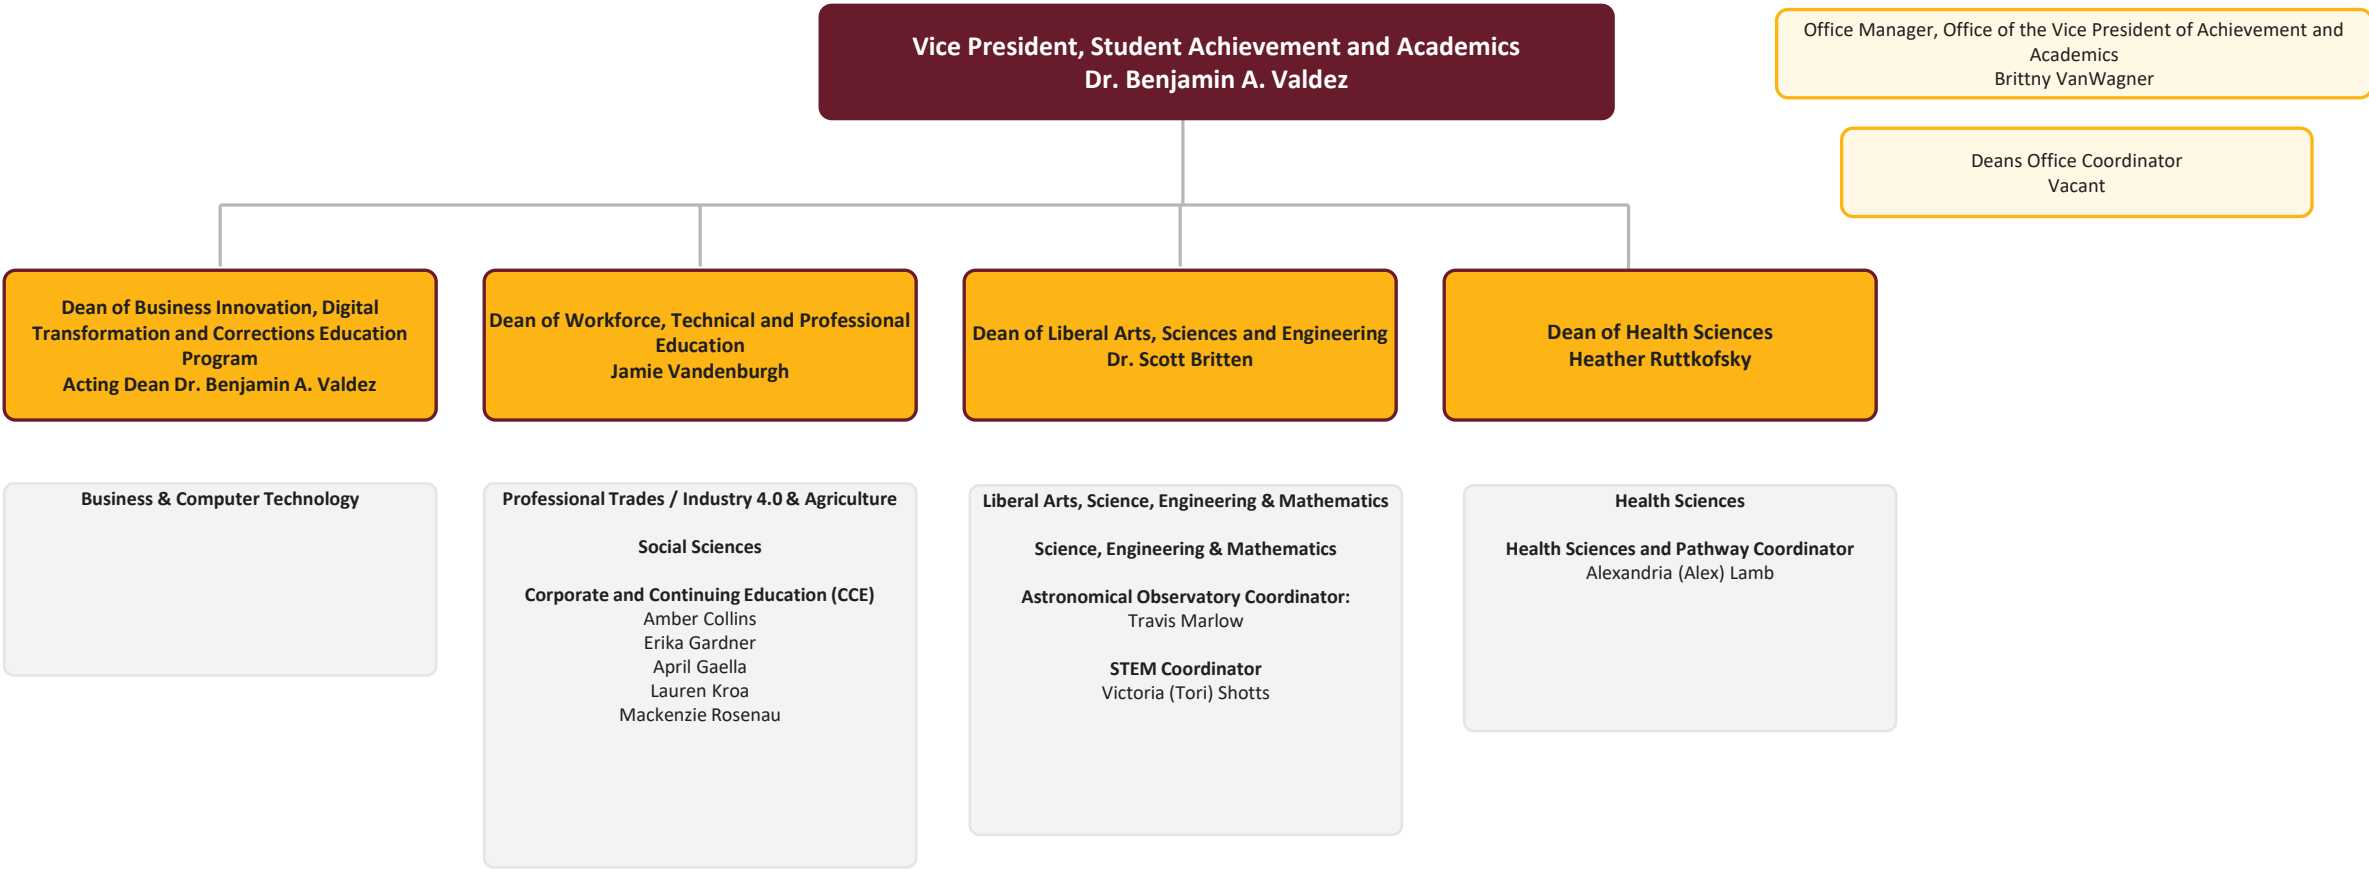 Vice President, Student Achievement and Academics
Dr. Benjamin A. Valdez
Office Manager, Office of the Vice President of Achievement and
Academics
Brittny VanWagner
Deans Office Coordinator
Vacant
Dean of Business Innovation, Digital
Transformation and Corrections Education
Program
Acting Dean Dr. Benjamin A. Valdez
Dean of Workforce, Technical and Professional
Education
Jamie Vandenburgh
Dean of Liberal Arts, Sciences and Engineering
Dr. Scott Britten
Dean of Health Sciences
Heather Ruttkofsky
Business & Computer Technology
Professional Trades / Industry 4.0 & Agriculture
Social Sciences
Corporate and Continuing Education (CCE)
Amber Collins
Erika Gardner
April Gaella
Lauren Kroa
Mackenzie Rosenau
Liberal Arts, Science, Engineering & Mathematics
Science, Engineering & Mathematics
Astronomical Observatory Coordinator:
Travis Marlow
STEM Coordinator
Victoria (Tori) Shotts
Health Sciences
Health Sciences and Pathway Coordinator
Alexandria (Alex) Lamb